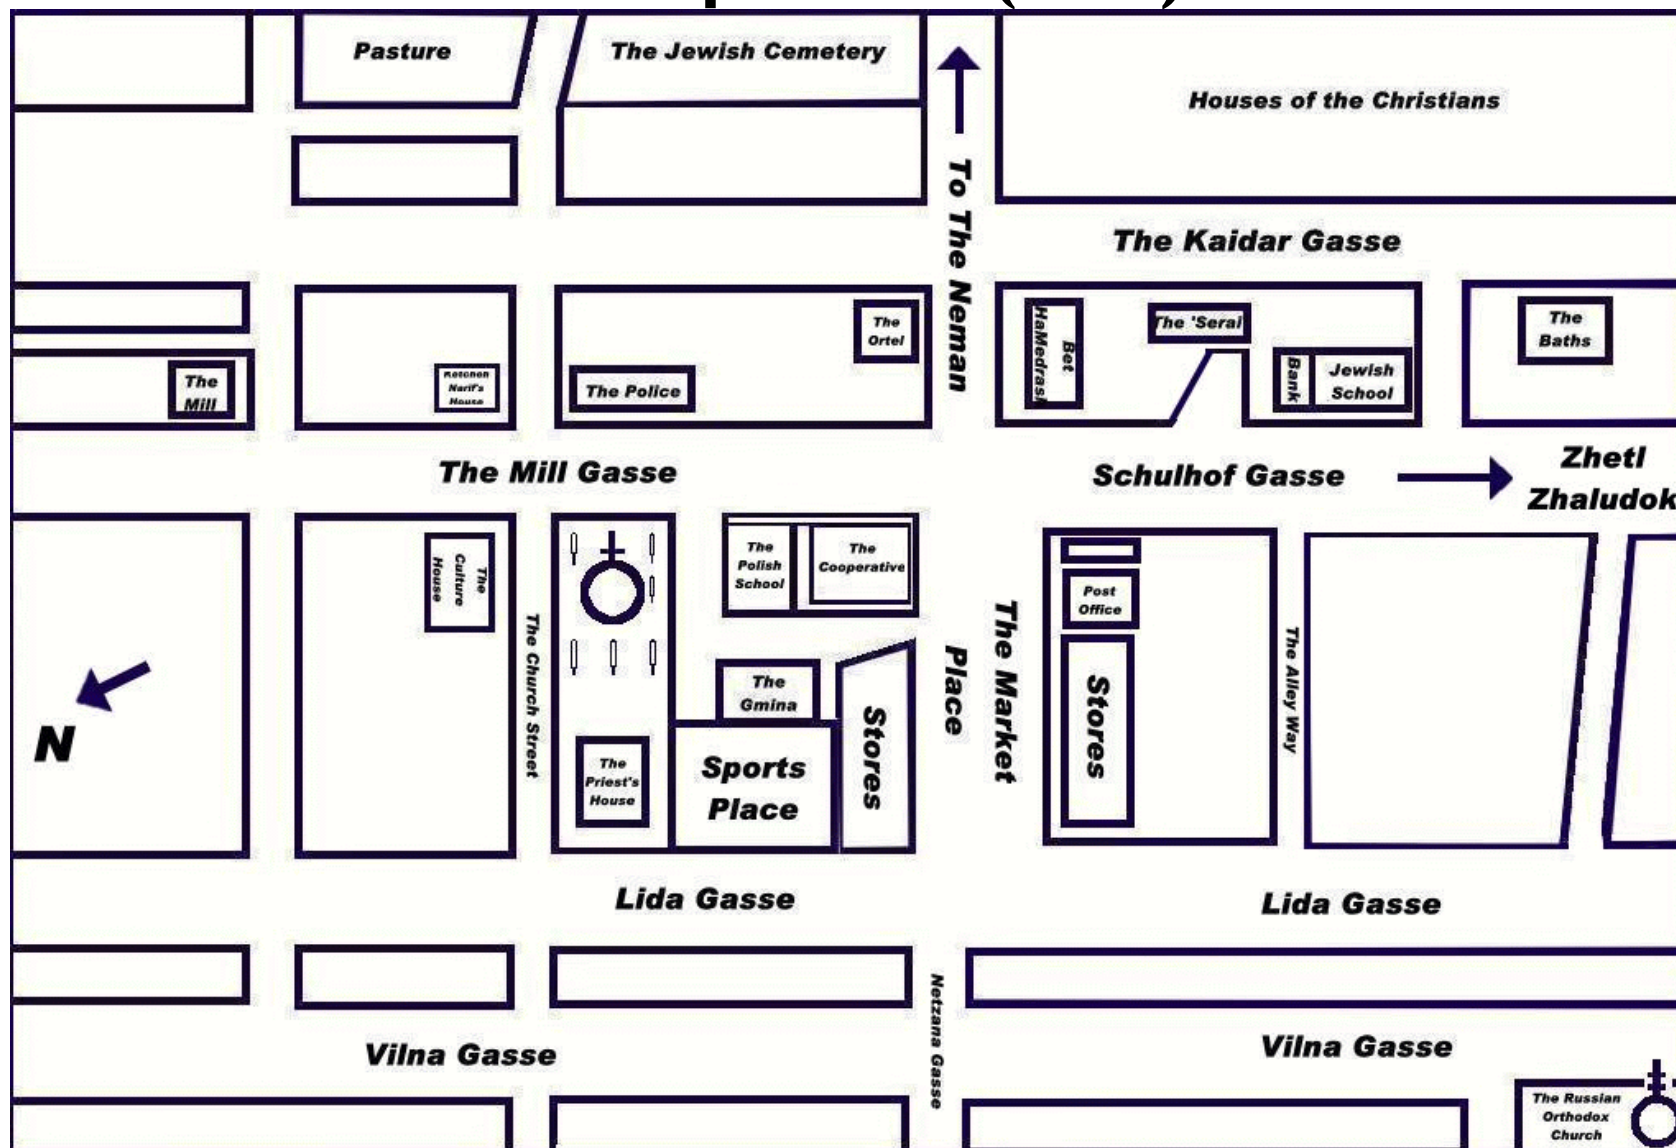 Pasture
The Jewish Cemetery
Houses of the Christians
To The Neman
The Kaidar Gasse
The
Ortel
Bet
HaMedrash
The 'Serai
The
Baths
The
Mill
Narif's
House
The Police
Bank
Jewish
School
The Mill Gasse
Schulhof Gasse
Zhetl
Zhaludok
The
Culture
House
The
Polish
School
The
Cooperative
Post
Office
The Church Street
The Market
Place
The Alley Way
N
The
Gmina
Stores
Stores
The
Priest's
House
Sports
Place
Lida Gasse
Lida Gasse
Netzana Gasse
Vilna Gasse
Vilna Gasse
The Russian
Orthodox
Church